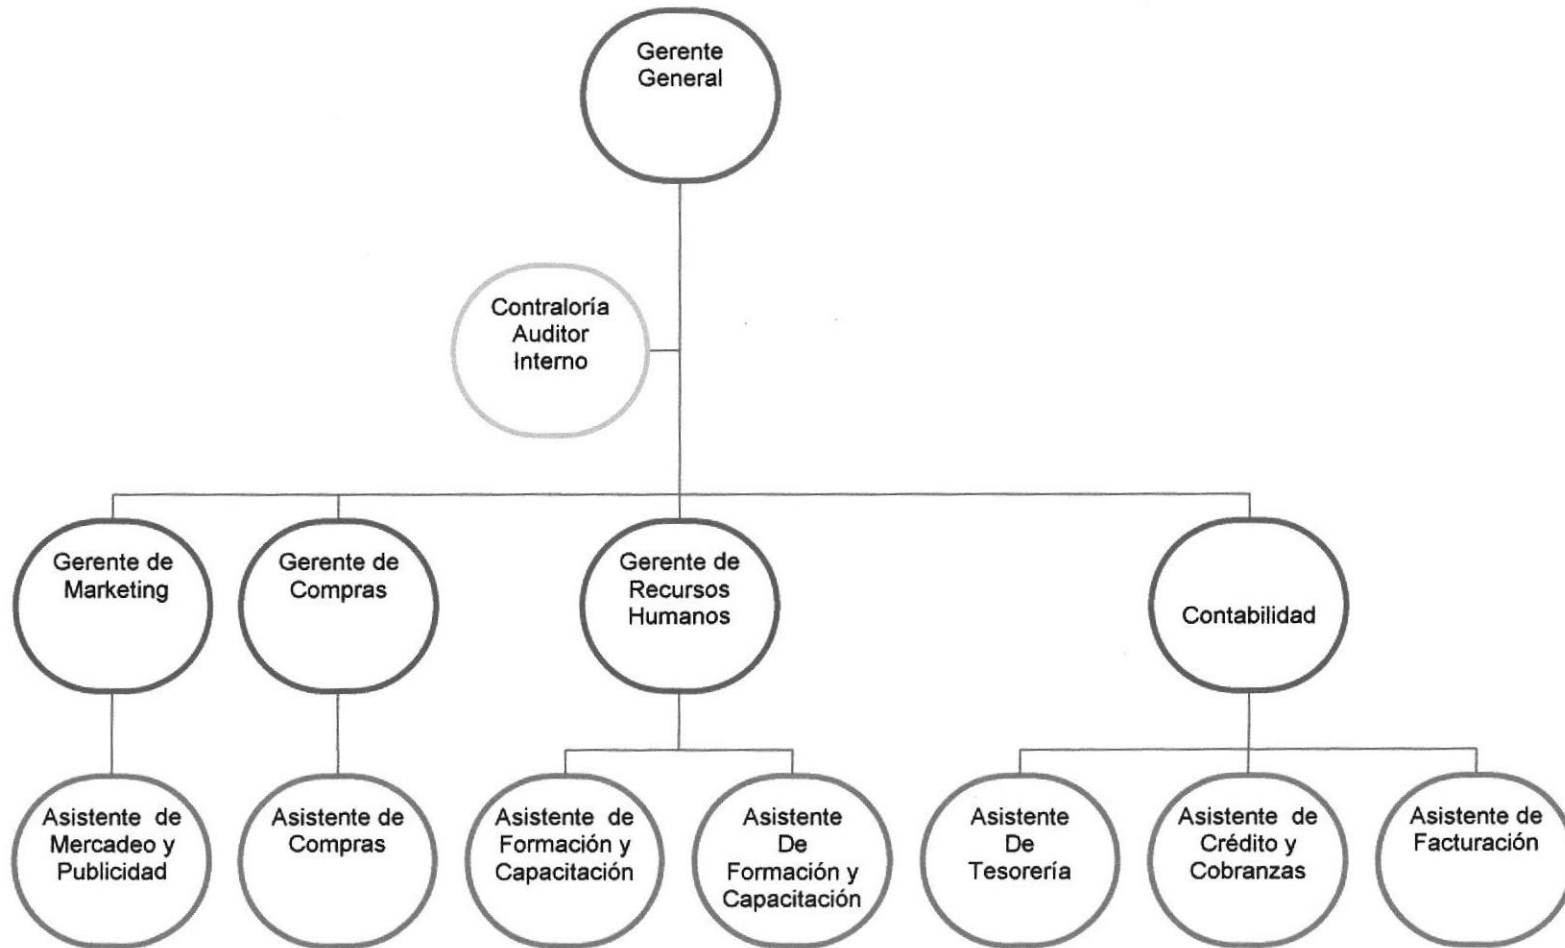 Gerente
General
Contraloría
Auditor
Interno
Gerente de
Marketing
Gerente de
Compras
Gerente de
Recursos
Humanos
Contabilidad
Asistente de
Mercadeo y
Publicidad
Asistente de
Compras
Asistente de
Formación y
Capacitación
Asistente
De
Formación y
Capacitación
Asistente
De
Tesorería
Asistente de
Crédito y
Cobranzas
Asistente de
Facturación